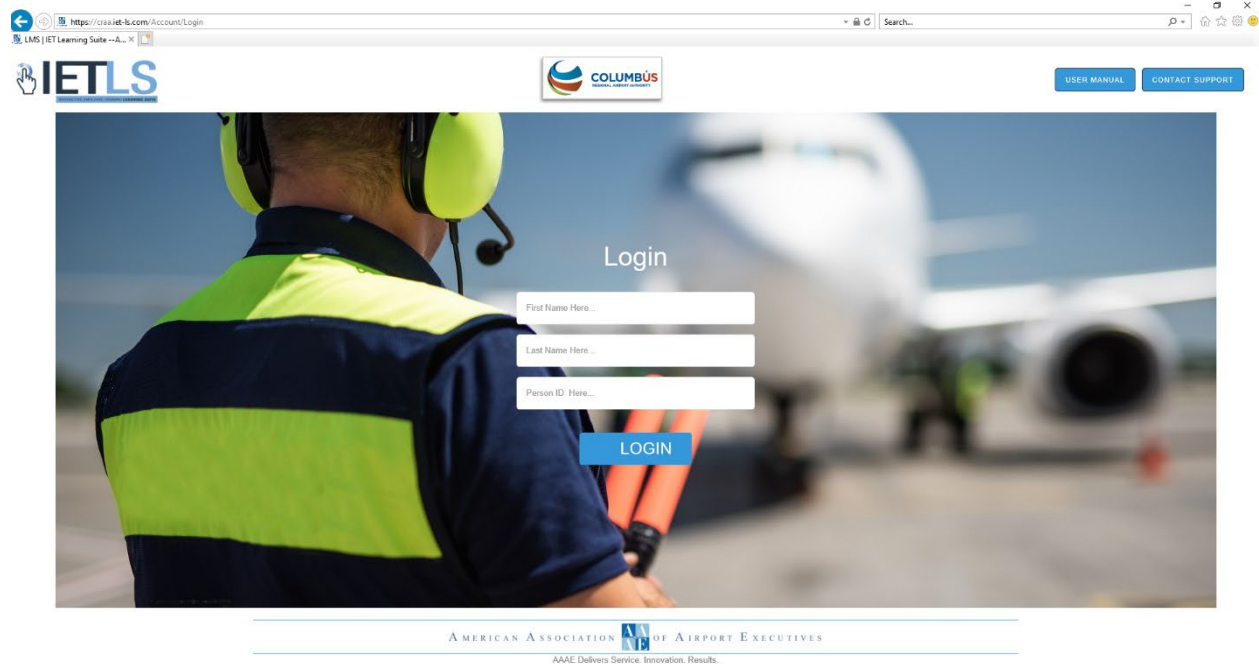 https://craa.iet-ls.com/Account/Login
Search...
LMS | IET Learning Suite --A...
IETLS
COLUMBUS
REGIONAL AIRPORT AUTHORITY
USER MANUAL
CONTACT SUPPORT
Login
First Name Here...
Last Name Here...
Person ID Here...
LOGIN
AMERICAN ASSOCIATION AAAE OF AIRPORT EXECUTIVES
AAAE Delivers Service. Innovation. Results.